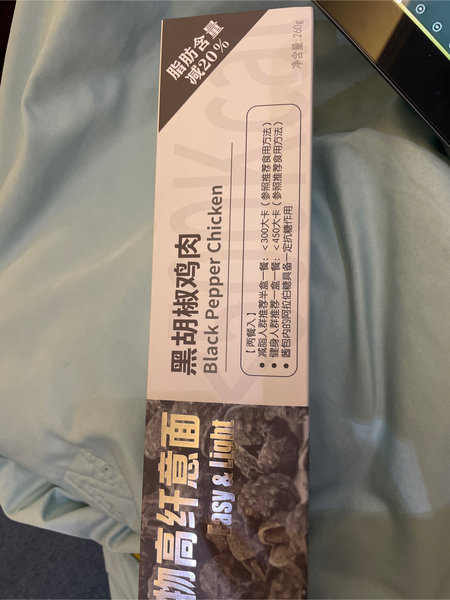 脂肪含量
减20%
净含量:260g
黑胡椒鸡肉
Black Pepper Chicken
【两餐入】
● 减脂人群推荐半盒一餐：<300大卡（参照推荐食用方法）
● 健身人群推荐一盒一餐：<450大卡（参照推荐食用方法）
● 酱包内的阿拉伯糖具备一定抗糖作用
物高纤意面
Easy & Light